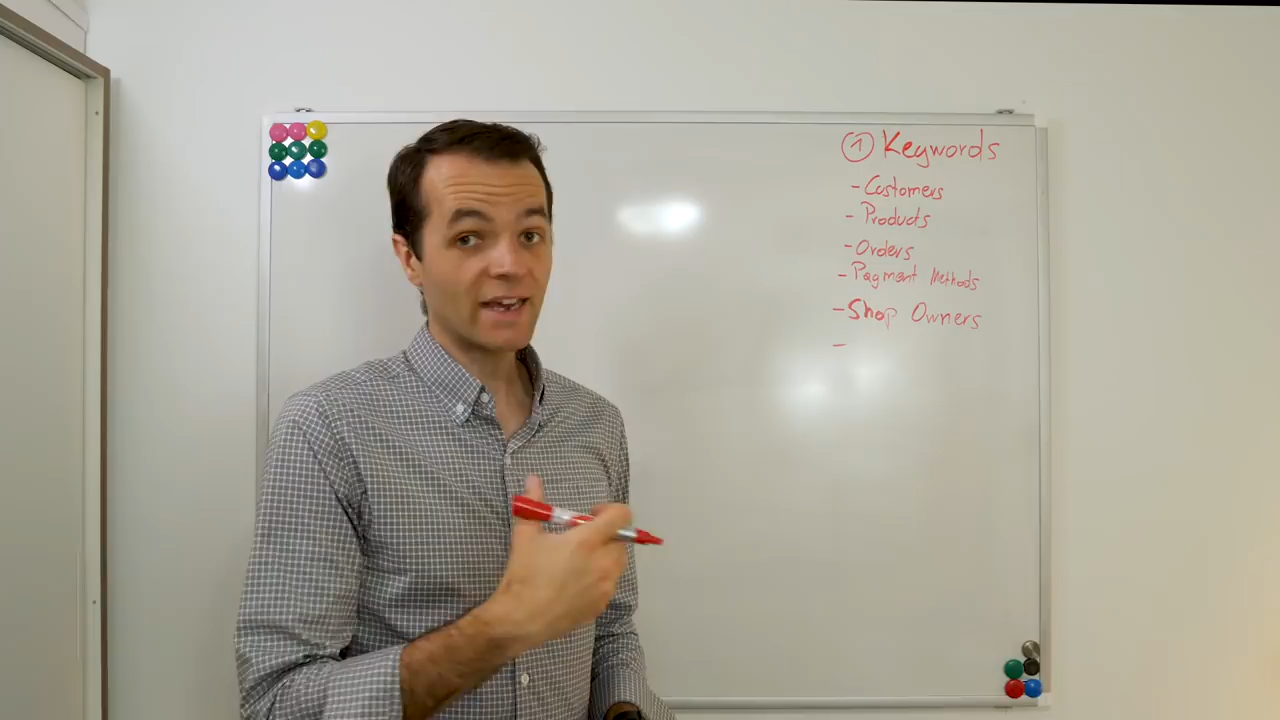 ① Keywords
- Customers
- Products
- Orders
- Payment Methods
- Shop Owners
-